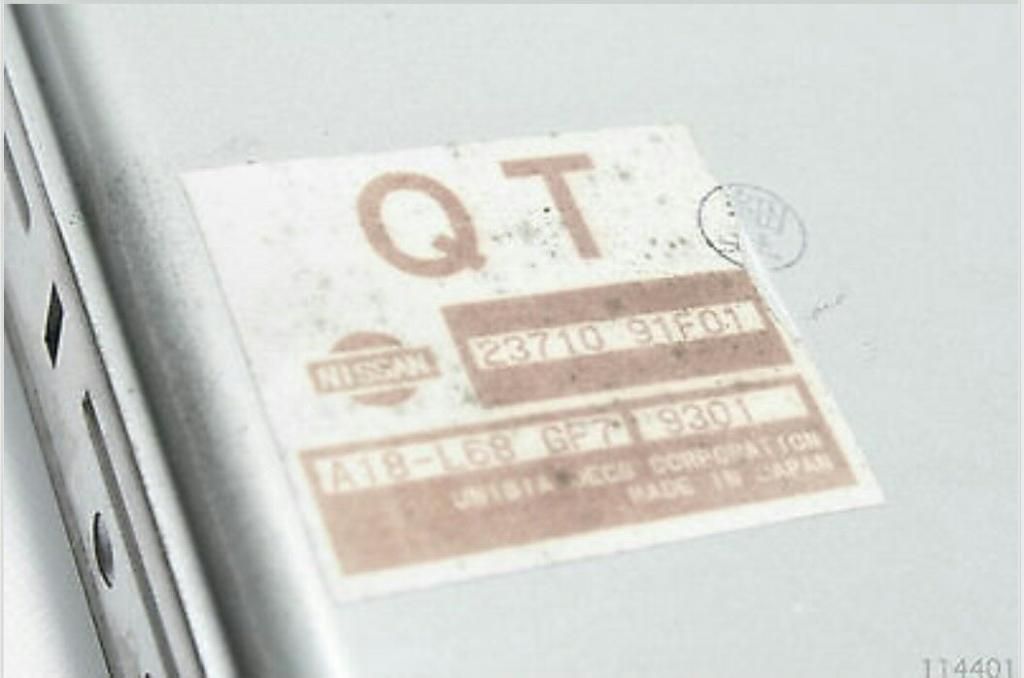 QT
23710 91F01
NISSAN
A18-L68 GF7 9301
UNISIA JECS CORPORATION
MADE IN JAPAN
114401